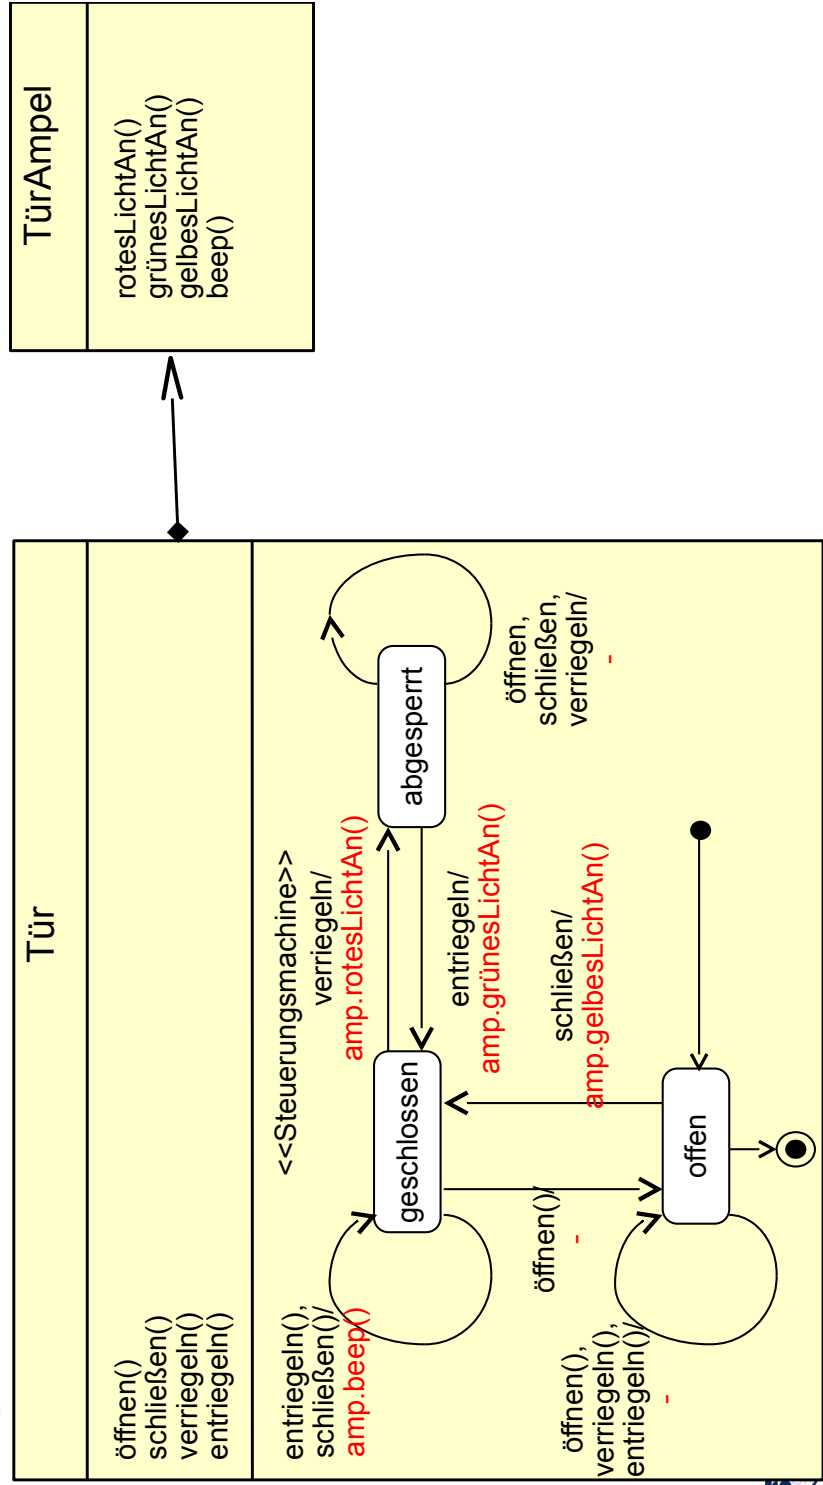 Tür
öffnen()
schließen()
verriegeln()
entriegeln()
<<Steuerungsmachine>>
entriegeln(),
schließen()/
amp.beep()
geschlossen
verriegeln/
amp.rotesLichtAn()
abgesperrt
entriegeln/
amp.grünesLichtAn()
öffnen,
schließen,
verriegeln/
-
öffnen()/
-
schließen/
amp.gelbesLichtAn()
offen
öffnen(),
verriegeln(),
entriegeln()/
-
TürAmpel
rotesLichtAn()
grünesLichtAn()
gelbesLichtAn()
beep()